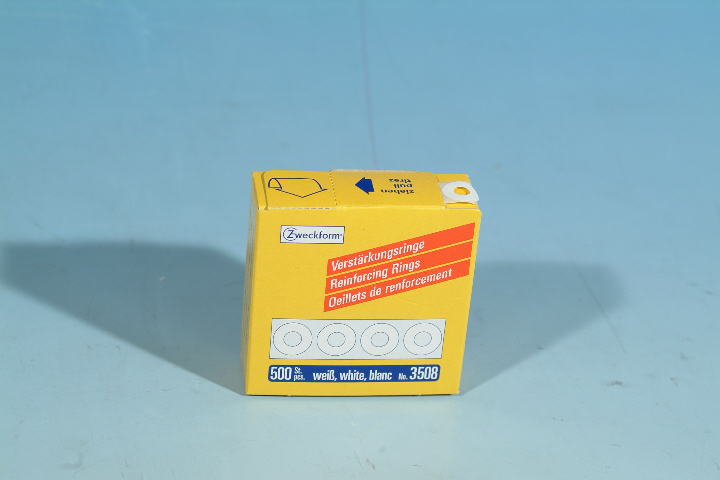 ziehen
pull
tirez
Zweckform
Verstärkungsringe
Reinforcing Rings
Oeillets de renforcement
500 St. pcs. weiß, white, blanc No. 3508